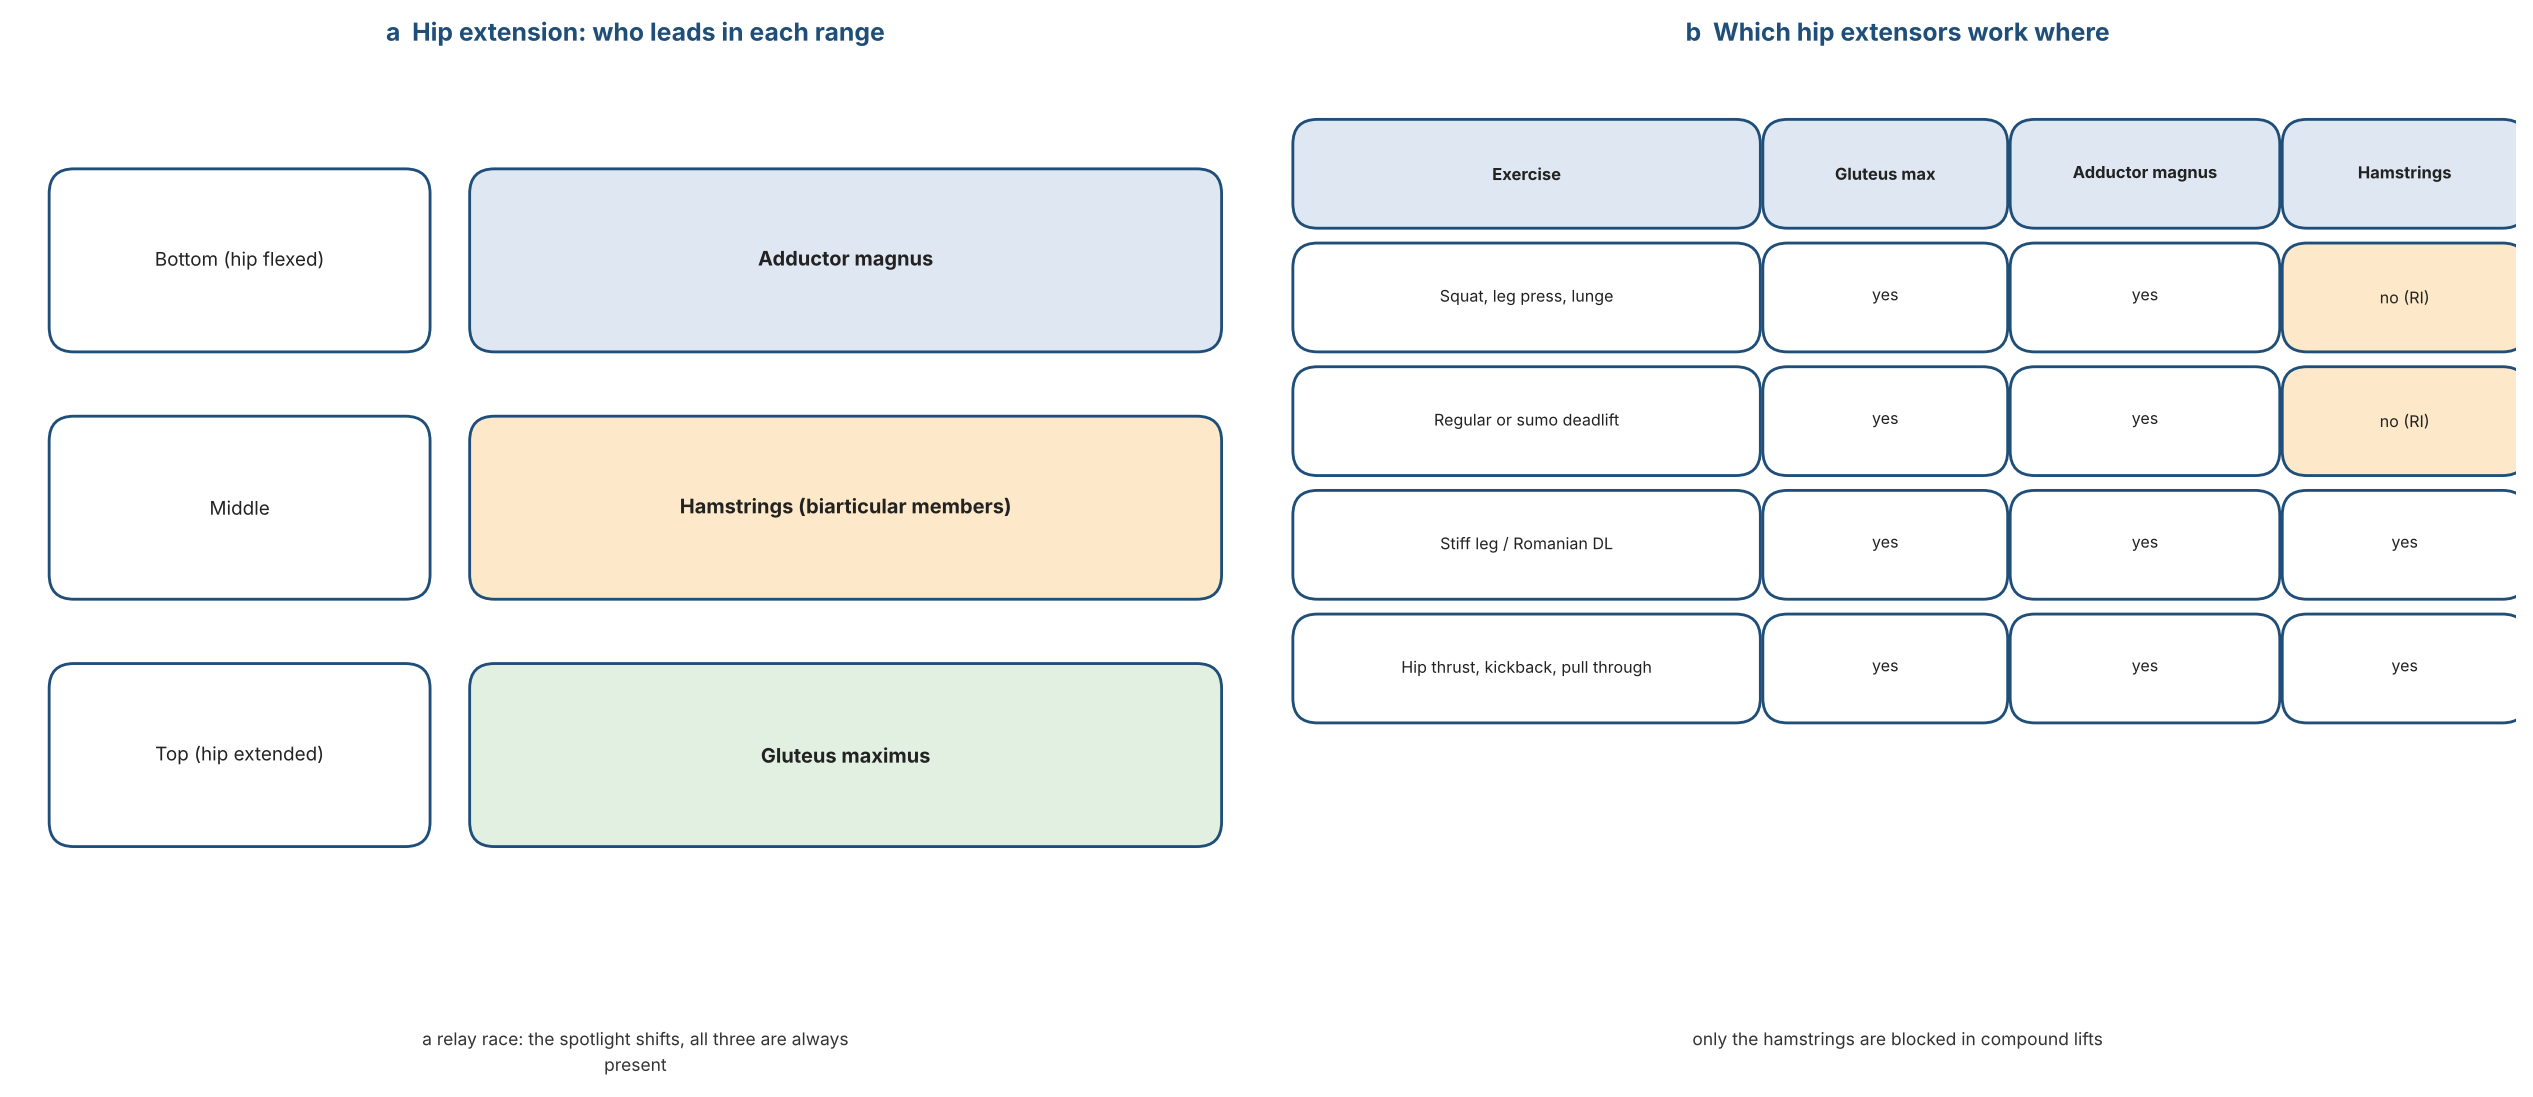 a Hip extension: who leads in each range
Bottom (hip flexed)
Adductor magnus
Middle
Hamstrings (biarticular members)
Top (hip extended)
Gluteus maximus
a relay race: the spotlight shifts, all three are always
present
b Which hip extensors work where
Exercise Gluteus max Adductor magnus Hamstrings
Squat, leg press, lunge yes yes no (RI)
Regular or sumo deadlift yes yes no (RI)
Stiff leg / Romanian DL yes yes yes
Hip thrust, kickback, pull through yes yes yes
only the hamstrings are blocked in compound lifts